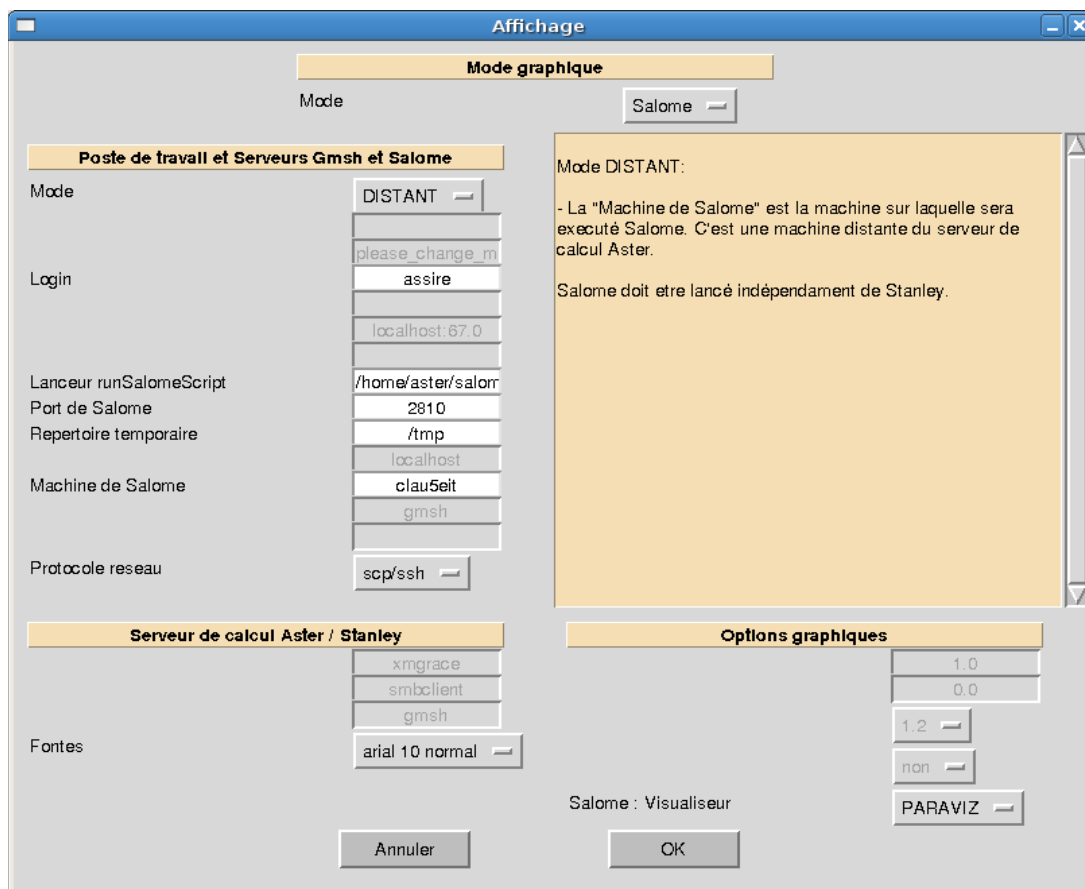 Affichage
Mode graphique
Mode
Salome
Poste de travail et Serveurs Gmsh et Salome
Mode
DISTANT
please_change_m
Login
assire
localhost:67.0
Lanceur runSalomeScript
/home/aster/salom
Port de Salome
2810
Repertoire temporaire
/tmp
localhost
Machine de Salome
clau5eit
gmsh
Protocole reseau
scp/ssh
Mode DISTANT:
- La "Machine de Salome" est la machine sur laquelle sera
executé Salome. C'est une machine distante du serveur de
calcul Aster.
Salome doit etre lancé indépendament de Stanley.
Serveur de calcul Aster / Stanley
xmgrace
smbclient
gmsh
Fontes
arial 10 normal
Options graphiques
1.0
0.0
1.2
non
Salome : Visualiseur
PARAVIZ
Annuler
OK